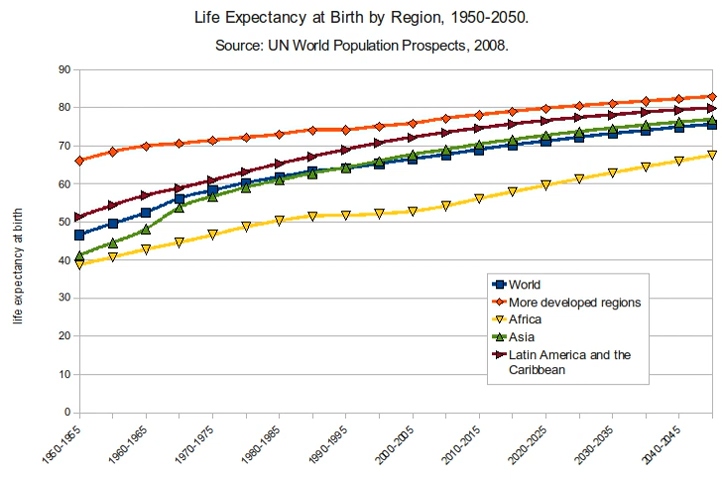 Life Expectancy at Birth by Region, 1950-2050.
Source: UN World Population Prospects, 2008.
90
80
70
60
50
40
30
20
10
0
life expectancy at birth
World
More developed regions
Africa
Asia
Latin America and the
Caribbean
1950-1955
1960-1965
1970-1975
1980-1985
1990-1995
2000-2005
2010-2015
2020-2025
2030-2035
2040-2045